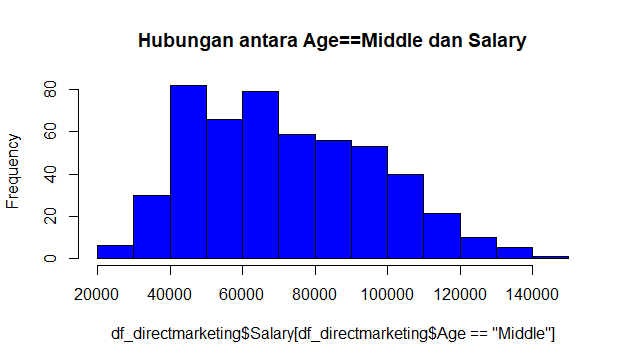 Hubungan antara Age==Middle dan Salary
Frequency
80
60
40
20
0
20000 40000 60000 80000 100000 120000 140000
df_directmarketing$Salary[df_directmarketing$Age == "Middle"]